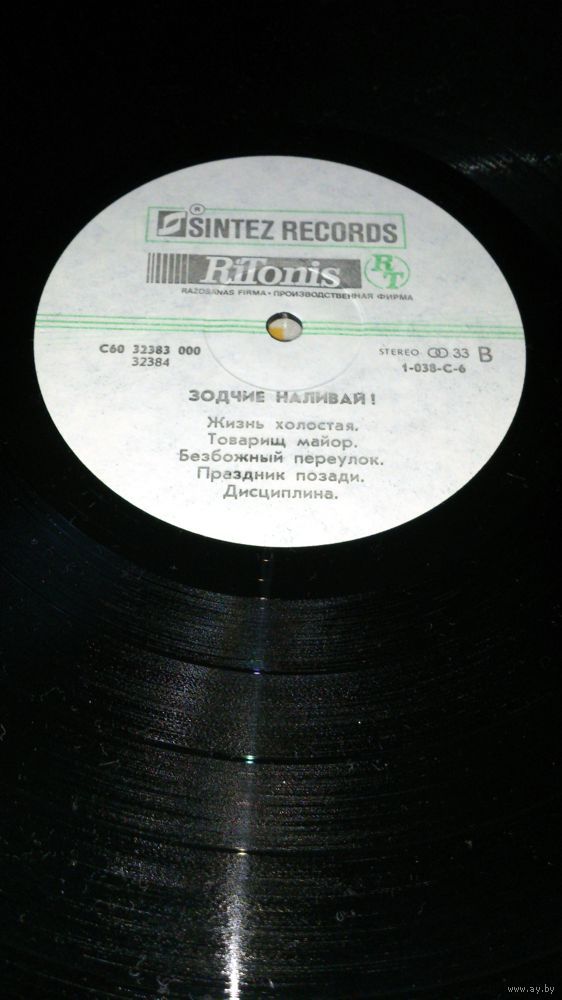 ®
SINTEZ RECORDS
RiTonis RT
RAŽOŠANAS FIRMA • ПРОИЗВОДСТВЕННАЯ ФИРМА
С60 32383 000 STEREO 33 B
32384 1-038-C-6
ЗОДЧИЕ НАЛИВАЙ!
Жизнь холостая.
Товарищ майор.
Безбожный переулок.
Праздник позади.
Дисциплина.
www.ay.by